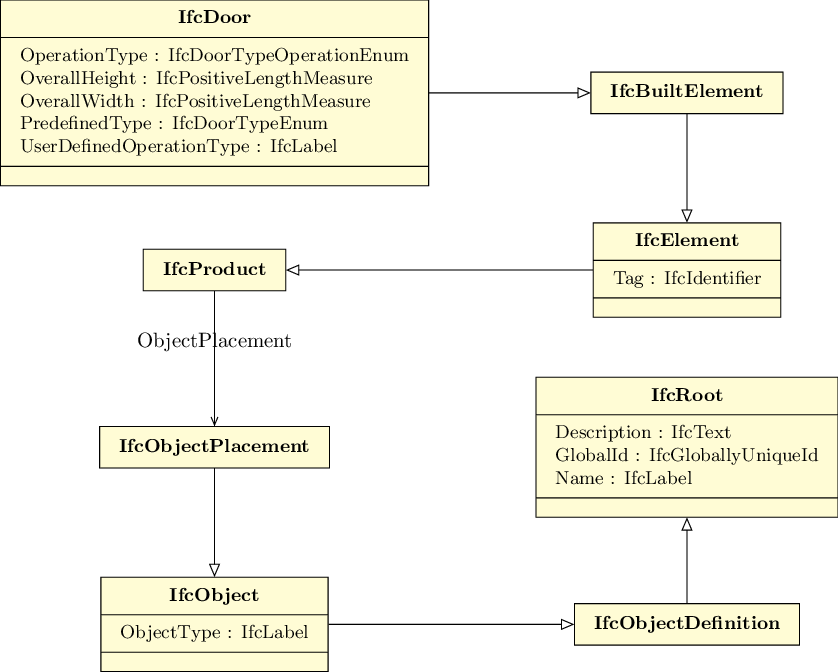 IfcDoor
OperationType : IfcDoorTypeOperationEnum
OverallHeight : IfcPositiveLengthMeasure
OverallWidth : IfcPositiveLengthMeasure
PredefinedType : IfcDoorTypeEnum
UserDefinedOperationType : IfcLabel
IfcBuiltElement
IfcElement
Tag : IfcIdentifier
IfcProduct
ObjectPlacement
IfcObjectPlacement
IfcRoot
Description : IfcText
GlobalId : IfcGloballyUniqueId
Name : IfcLabel
IfcObject
ObjectType : IfcLabel
IfcObjectDefinition